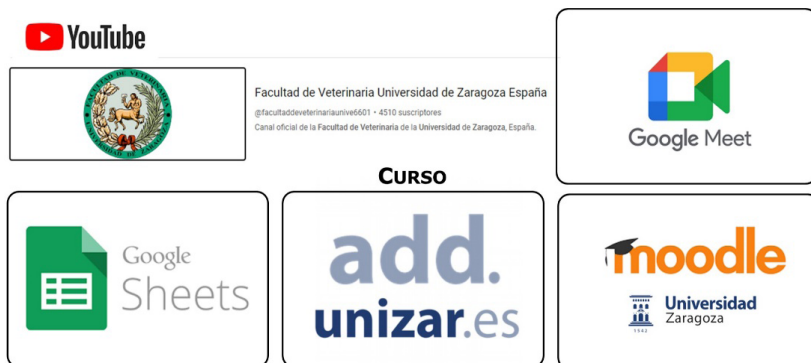 YouTube
Facultad de Veterinaria Universidad de Zaragoza España
@facultaddeveterinariaunive6601 • 4510 suscriptores
Canal oficial de la Facultad de Veterinaria de la Universidad de Zaragoza, España.
Google Meet
CURSO
Google
Sheets
add.
unizar.es
moodle
Universidad
Zaragoza
1542